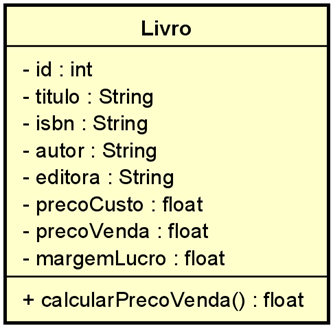 Livro
- id : int
- titulo : String
- isbn : String
- autor : String
- editora : String
- precoCusto : float
- precoVenda : float
- margemLucro : float
+ calcularPrecoVenda() : float